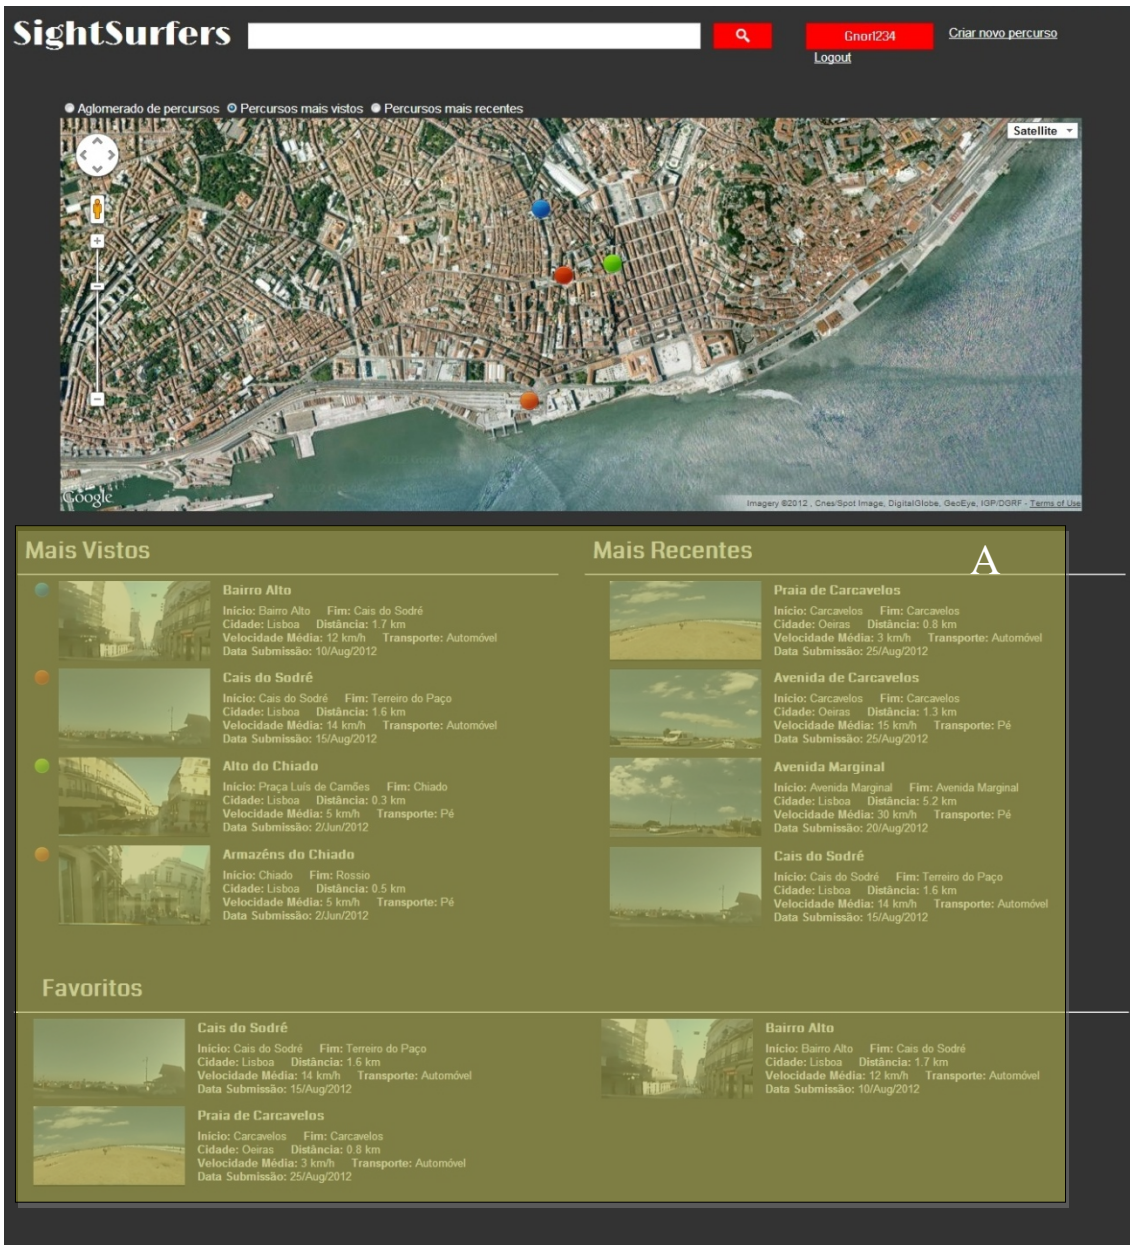 SightSurfers
Gnorl234
Criar novo percurso
Logout
Aglomerado de percursos Percursos mais vistos Percursos mais recentes
Satellite
Google
Imagery ©2012 , Cnes/Spot Image, DigitalGlobe, GeoEye, IGP/DGRF - Terms of Use
Mais Vistos
Bairro Alto
Início: Bairro Alto Fim: Cais do Sodré
Cidade: Lisboa Distância: 1.7 km
Velocidade Média: 12 km/h Transporte: Automóvel
Data Submissão: 10/Aug/2012
Cais do Sodré
Início: Cais do Sodré Fim: Terreiro do Paço
Cidade: Lisboa Distância: 1.6 km
Velocidade Média: 14 km/h Transporte: Automóvel
Data Submissão: 15/Aug/2012
Alto do Chiado
Início: Praça Luís de Camões Fim: Chiado
Cidade: Lisboa Distância: 0.3 km
Velocidade Média: 5 km/h Transporte: Pé
Data Submissão: 2/Jun/2012
Armazéns do Chiado
Início: Chiado Fim: Rossio
Cidade: Lisboa Distância: 0.5 km
Velocidade Média: 5 km/h Transporte: Pé
Data Submissão: 2/Jun/2012
Mais Recentes
A
Praia de Carcavelos
Início: Carcavelos Fim: Carcavelos
Cidade: Oeiras Distância: 0.8 km
Velocidade Média: 3 km/h Transporte: Automóvel
Data Submissão: 25/Aug/2012
Avenida de Carcavelos
Início: Carcavelos Fim: Carcavelos
Cidade: Oeiras Distância: 1.3 km
Velocidade Média: 15 km/h Transporte: Pé
Data Submissão: 25/Aug/2012
Avenida Marginal
Início: Avenida Marginal Fim: Avenida Marginal
Cidade: Lisboa Distância: 5.2 km
Velocidade Média: 30 km/h Transporte: Pé
Data Submissão: 20/Aug/2012
Cais do Sodré
Início: Cais do Sodré Fim: Terreiro do Paço
Cidade: Lisboa Distância: 1.6 km
Velocidade Média: 14 km/h Transporte: Automóvel
Data Submissão: 15/Aug/2012
Favoritos
Cais do Sodré
Início: Cais do Sodré Fim: Terreiro do Paço
Cidade: Lisboa Distância: 1.6 km
Velocidade Média: 14 km/h Transporte: Automóvel
Data Submissão: 15/Aug/2012
Bairro Alto
Início: Bairro Alto Fim: Cais do Sodré
Cidade: Lisboa Distância: 1.7 km
Velocidade Média: 12 km/h Transporte: Automóvel
Data Submissão: 10/Aug/2012
Praia de Carcavelos
Início: Carcavelos Fim: Carcavelos
Cidade: Oeiras Distância: 0.8 km
Velocidade Média: 3 km/h Transporte: Automóvel
Data Submissão: 25/Aug/2012